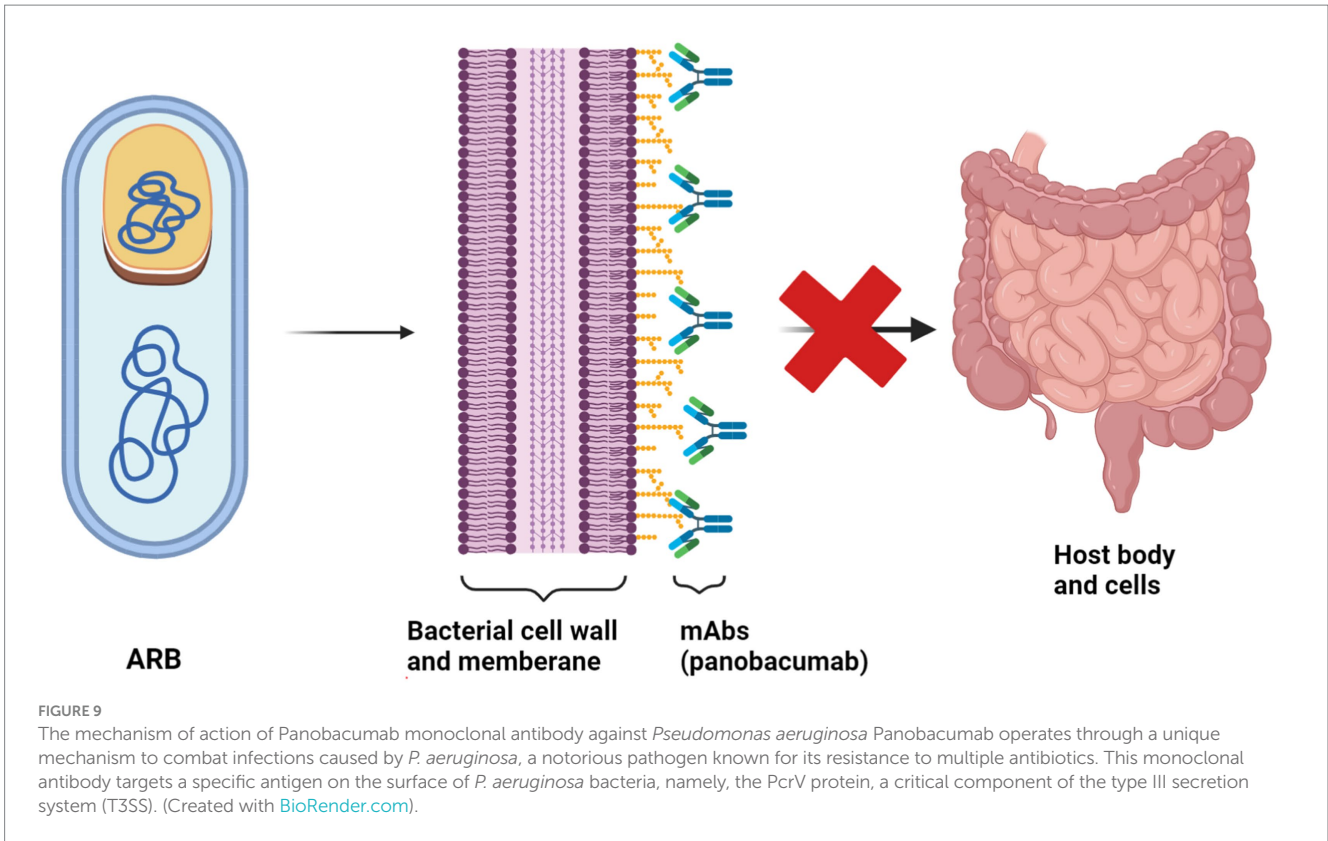 ARB
Bacterial cell wall
and memberane
mAbs
(panobacumab)
Host body
and cells
FIGURE 9
The mechanism of action of Panobacumab monoclonal antibody against Pseudomonas aeruginosa Panobacumab operates through a unique
mechanism to combat infections caused by P. aeruginosa, a notorious pathogen known for its resistance to multiple antibiotics. This monoclonal
antibody targets a specific antigen on the surface of P. aeruginosa bacteria, namely, the PcrV protein, a critical component of the type III secretion
system (T3SS). (Created with BioRender.com).